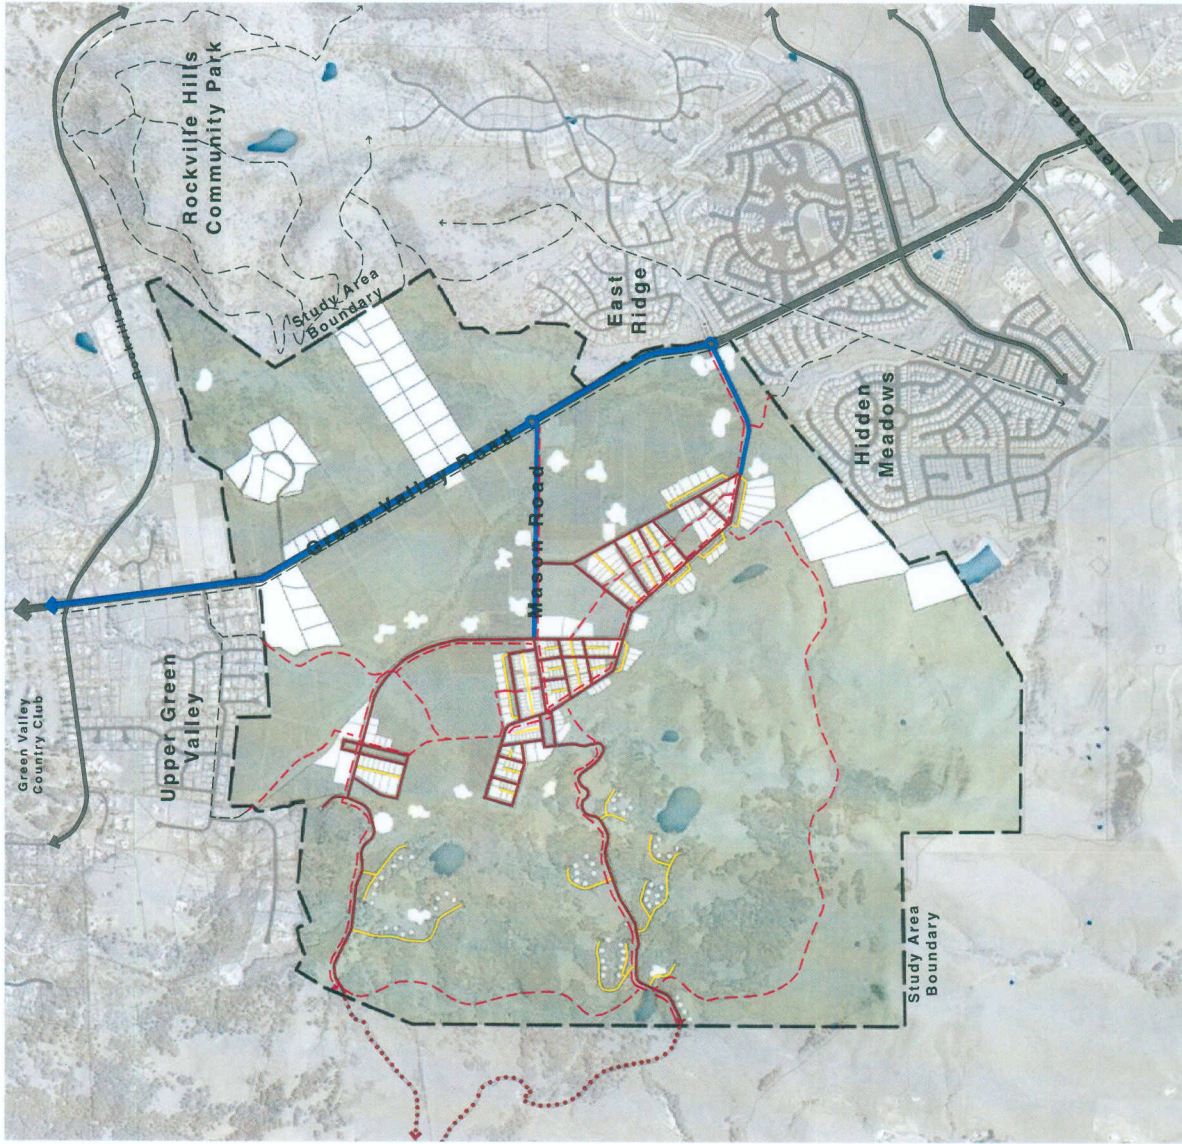 Rockville Hills
Community Park
Interstate 80
Rockville Road
Study Area
Boundary
East
Ridge
Green Valley Road
Hidden
Meadows
Mason Road
Green Valley
Country Club
Upper Green
Valley
Study Area
Boundary